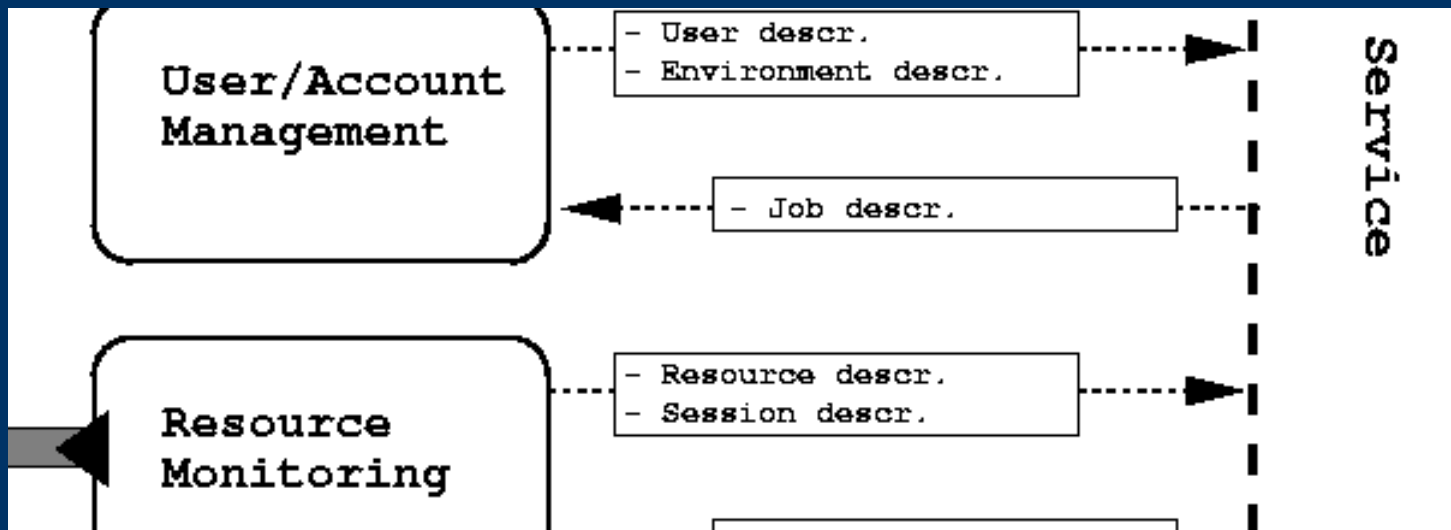 User/Account
Management
- User descr.
- Environment descr.
- Job descr.
Service
Resource
Monitoring
- Resource descr.
- Session descr.